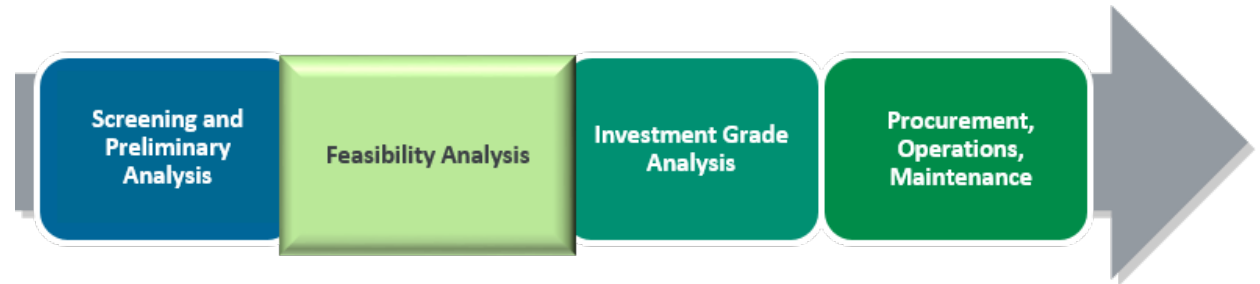 Screening and
Preliminary
Analysis
Feasibility Analysis
Investment Grade
Analysis
Procurement,
Operations,
Maintenance